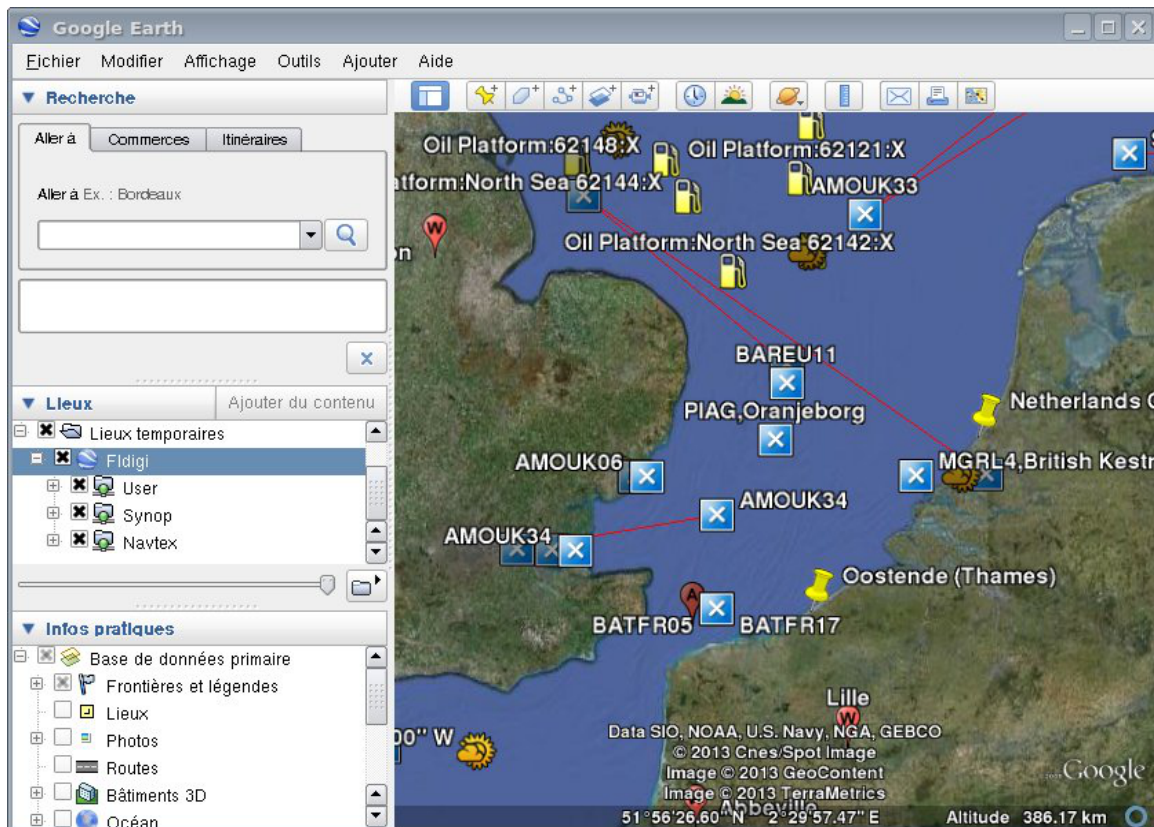 Google Earth
Fichier Modifier Affichage Outils Ajouter Aide
Recherche
Aller à Commerces Itinéraires
Aller à Ex. : Bordeaux
Lieux Ajouter du contenu
Lieux temporaires
Fldigi
User
Synop
Navtex
Infos pratiques
Base de données primaire
Frontières et légendes
Lieux
Photos
Routes
Bâtiments 3D
Océan
Oil Platform:62148:X
Oil Platform:62121:X
atform:North Sea 62144:X
AMOUK33
W
on
Oil Platform:North Sea 62142:X
BAREU11
PIAG,Oranjeborg
Netherlands C
AMOUK06
MGRL4,British Kestr
AMOUK34
AMOUK34
Oostende (Thames)
A
BATFR05
BATFR17
Lille
W
00" W
Data SIO, NOAA, U.S. Navy, NGA, GEBCO
© 2013 Cnes/Spot Image
Image © 2013 GeoContent
Image © 2013 TerraMetrics
Google
Abbeville
51°56'26.60" N 2°29'57.47" E Altitude 386.17 km